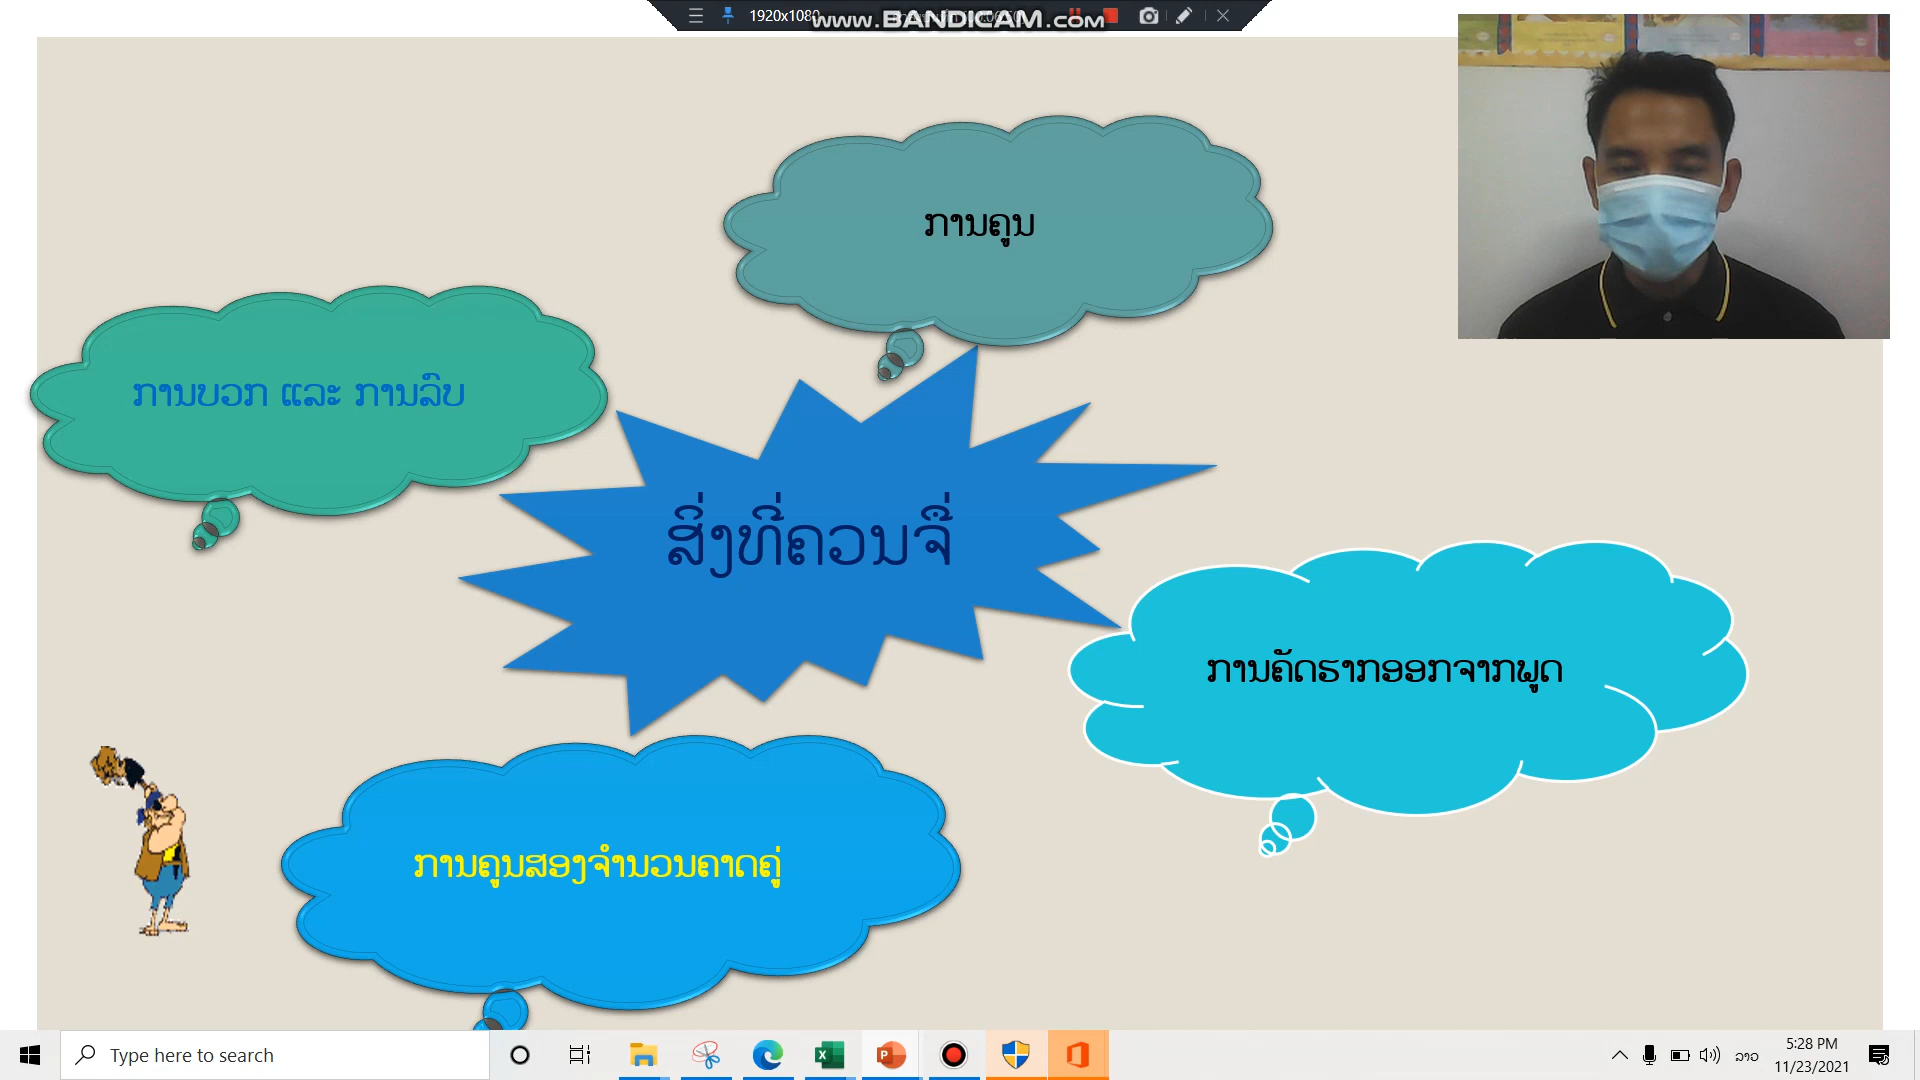 1920x1080
www.BANDICAM.com
ການຄູນ
ການບວກ ແລະ ການລົບ
ສິ່ງທີ່ຄວນຈື່
ການຄັດຮາກອອກຈາກພູດ
ການຄູນສອງຈຳນວນຄາດຄູ່
Type here to search
ລາວ
5:28 PM
11/23/2021